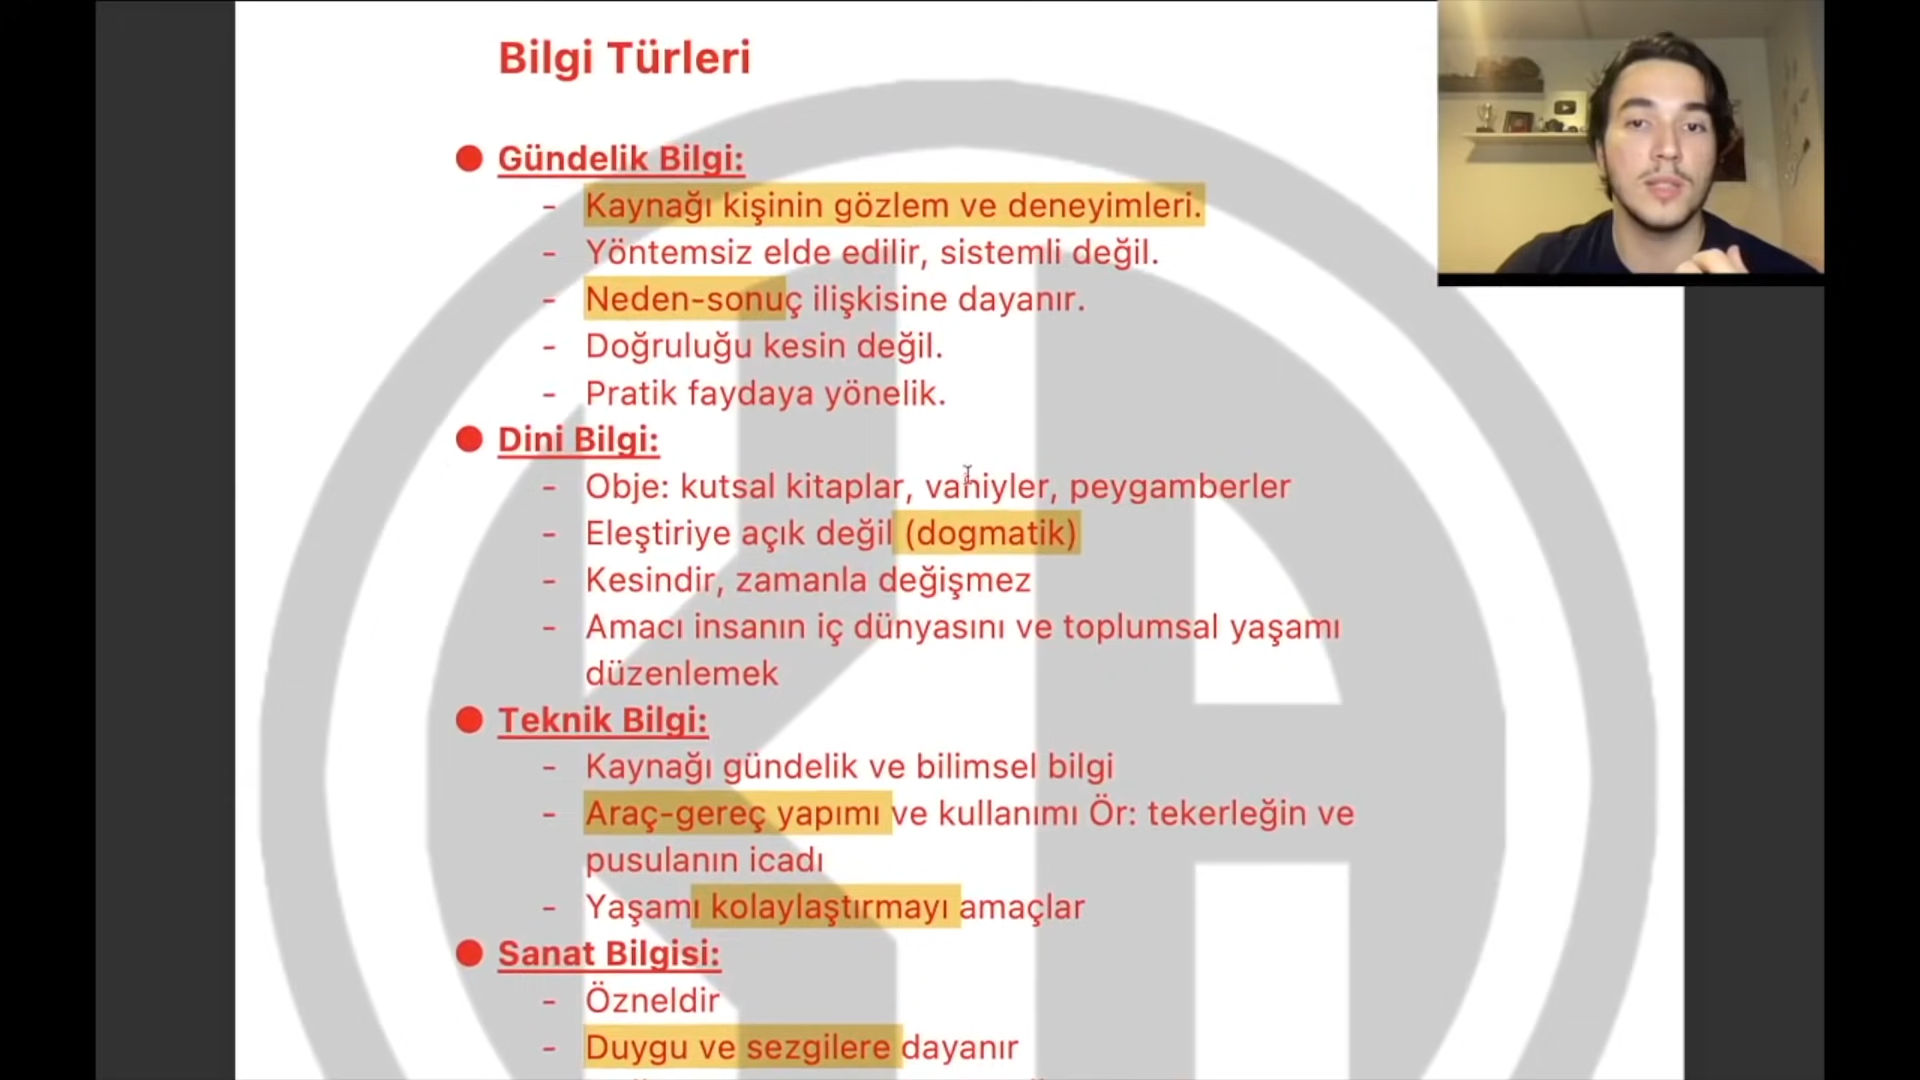 Bilgi Türleri
● Gündelik Bilgi:
- Kaynağı kişinin gözlem ve deneyimleri.
- Yöntemsiz elde edilir, sistemli değil.
- Neden-sonuç ilişkisine dayanır.
- Doğruluğu kesin değil.
- Pratik faydaya yönelik.
● Dini Bilgi:
- Obje: kutsal kitaplar, vahiyler, peygamberler
- Eleştiriye açık değil (dogmatik)
- Kesindir, zamanla değişmez
- Amacı insanın iç dünyasını ve toplumsal yaşamı
düzenlemek
● Teknik Bilgi:
- Kaynağı gündelik ve bilimsel bilgi
- Araç-gereç yapımı ve kullanımı Ör: tekerleğin ve
pusulanın icadı
- Yaşamı kolaylaştırmayı amaçlar
● Sanat Bilgisi:
- Özneldir
- Duygu ve sezgilere dayanır